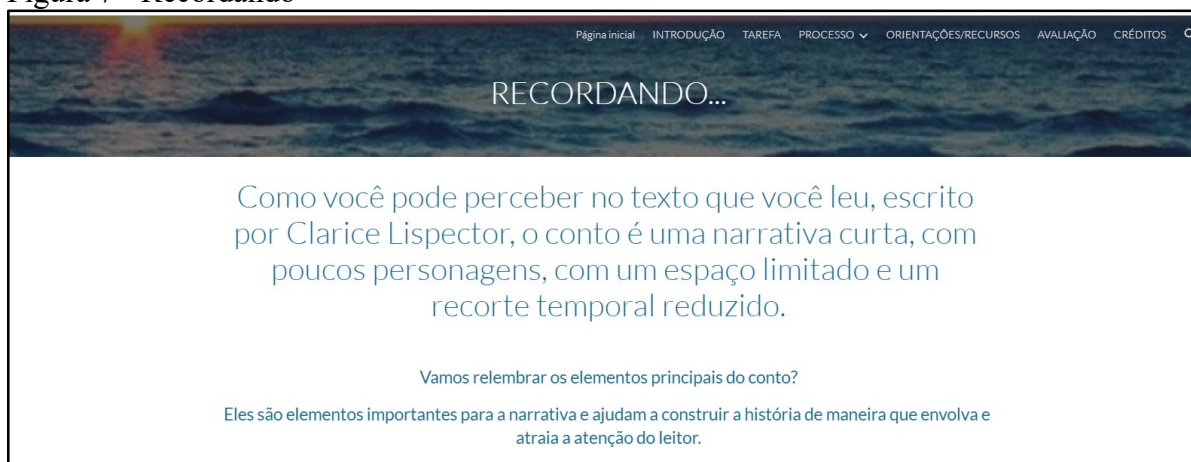 Figura 7 - Recordando
Página inicial INTRODUÇÃO TAREFA PROCESSO ORIENTAÇÕES/RECURSOS AVALIAÇÃO CRÉDITOS
RECORDANDO...
Como você pode perceber no texto que você leu, escrito
por Clarice Lispector, o conto é uma narrativa curta, com
poucos personagens, com um espaço limitado e um
recorte temporal reduzido.
Vamos relembrar os elementos principais do conto?
Eles são elementos importantes para a narrativa e ajudam a construir a história de maneira que envolva e
atraia a atenção do leitor.